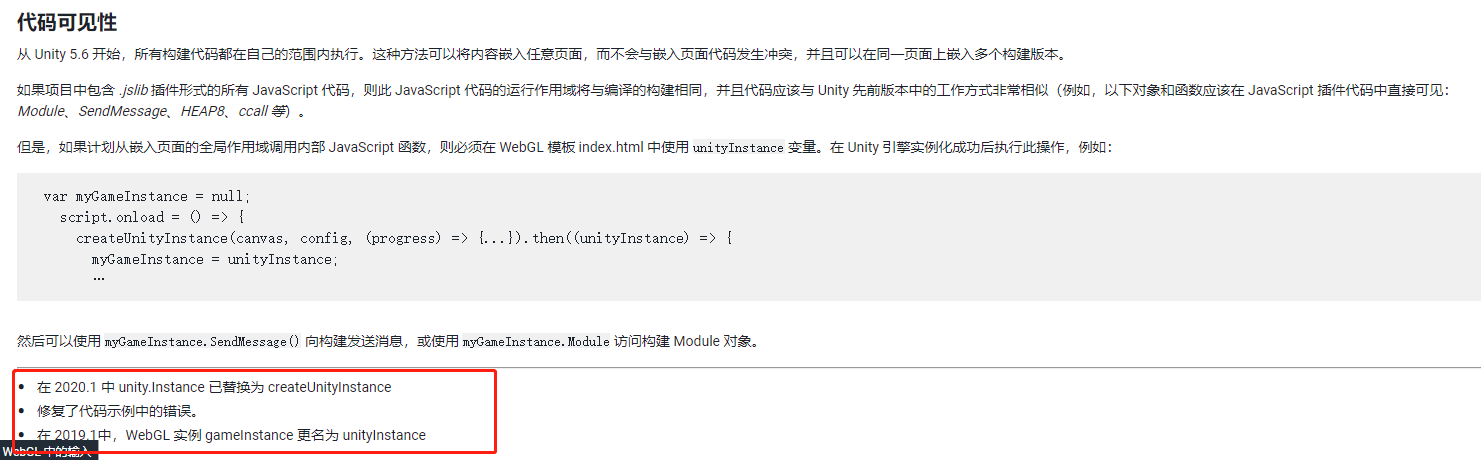 代码可见性
从 Unity 5.6 开始，所有构建代码都在自己的范围内执行。这种方法可以将内容嵌入任意页面，而不会与嵌入页面代码发生冲突，并且可以在同一页面上嵌入多个构建版本。
如果项目中包含 .jslib 插件形式的所有 JavaScript 代码，则此 JavaScript 代码的运行作用域将与编译的构建相同，并且代码应该与 Unity 先前版本中的工作方式非常相似（例如，以下对象和函数应该在 JavaScript 插件代码中直接可见：
Module、SendMessage、HEAP8、ccall 等）。
但是，如果计划从嵌入页面的全局作用域调用内部 JavaScript 函数，则必须在 WebGL 模板 index.html 中使用 unityInstance 变量。在 Unity 引擎实例化成功后执行此操作，例如：
var myGameInstance = null;
script.onload = () => {
createUnityInstance(canvas, config, (progress) => {...}).then((unityInstance) => {
myGameInstance = unityInstance;
…
然后可以使用 myGameInstance.SendMessage() 向构建发送消息，或使用 myGameInstance.Module 访问构建 Module 对象。
• 在 2020.1 中 unity.Instance 已替换为 createUnityInstance
• 修复了代码示例中的错误。
• 在 2019.1中，WebGL 实例 gameInstance 更名为 unityInstance
WebGL 中的输入